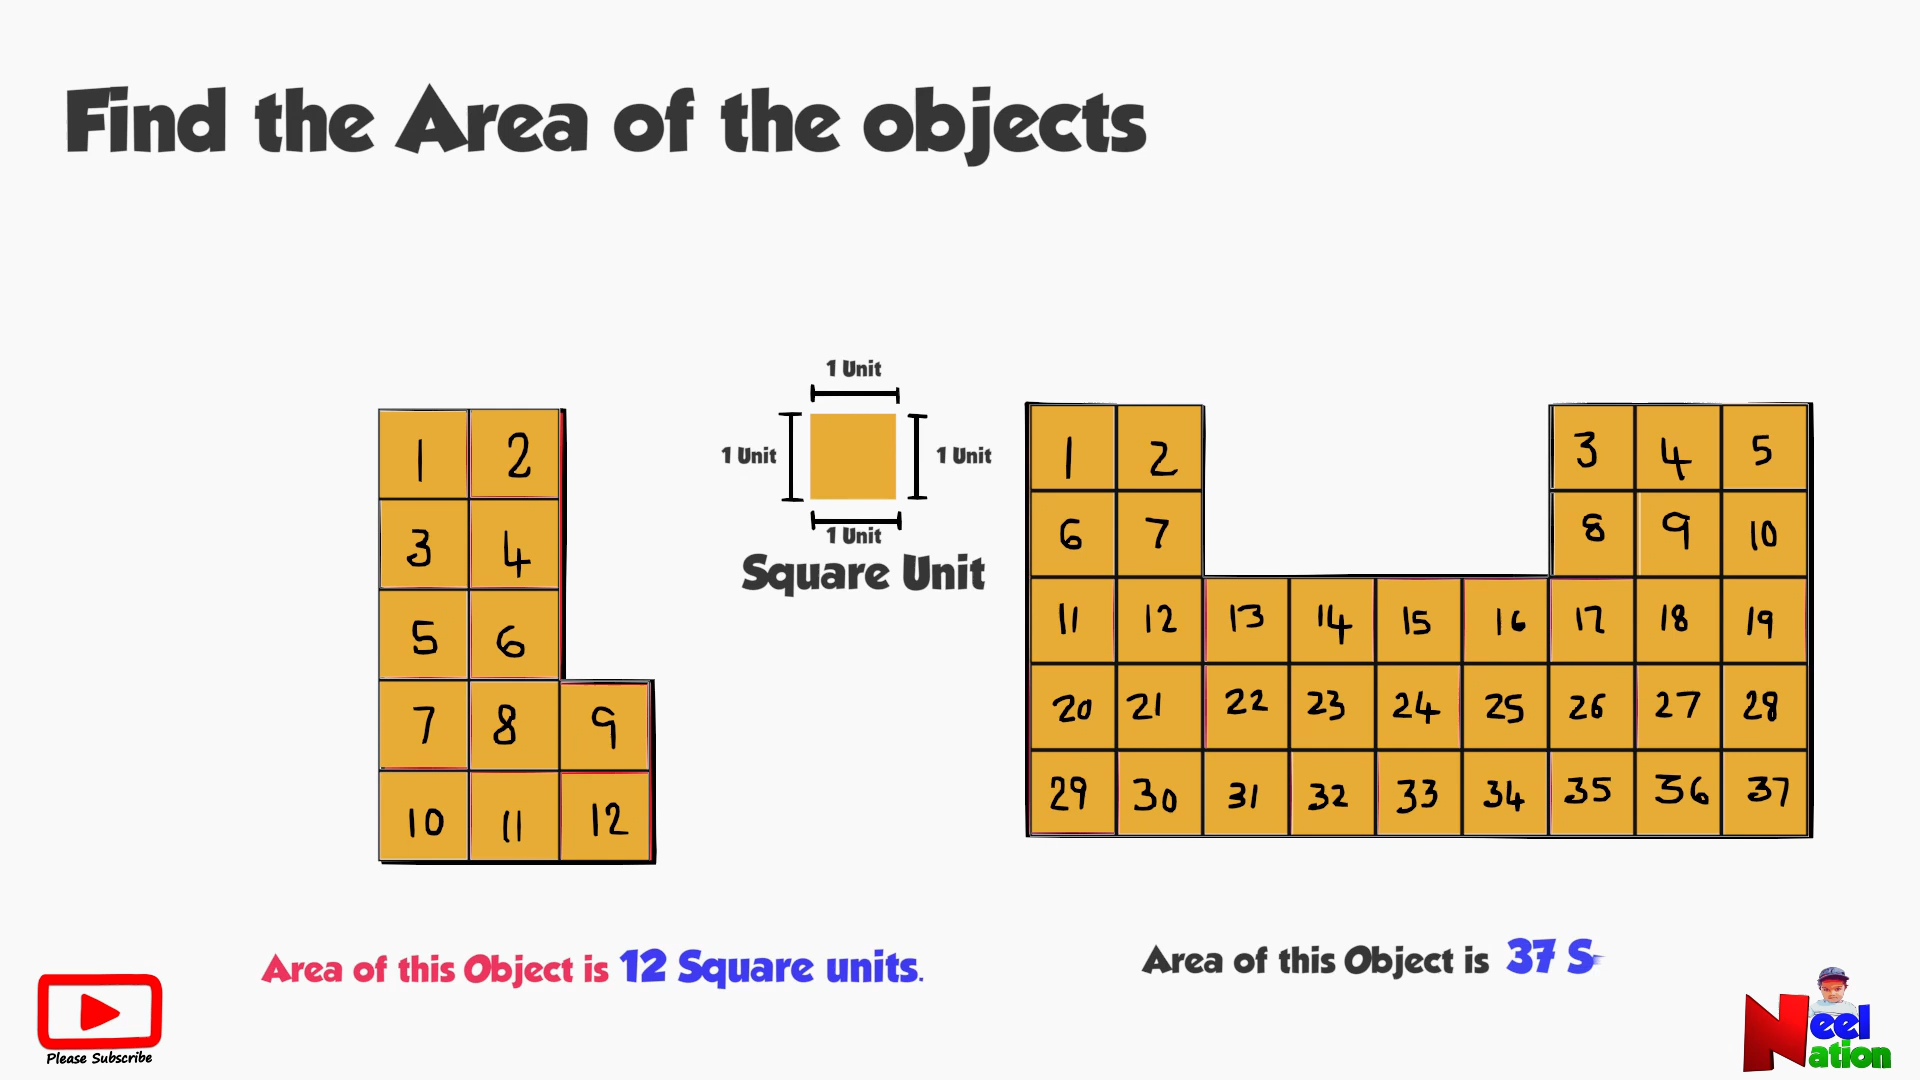 Find the Area of the objects
1 Unit
1 Unit
1 Unit
1 Unit
Square Unit
1 2
3 4
5 6
7 8 9
10 11 12
1 2 3 4 5
6 7 8 9 10
11 12 13 14 15 16 17 18 19
20 21 22 23 24 25 26 27 28
29 30 31 32 33 34 35 36 37
Area of this Object is 12 Square units.
Area of this Object is 37 S
Please Subscribe
Neel
Nation